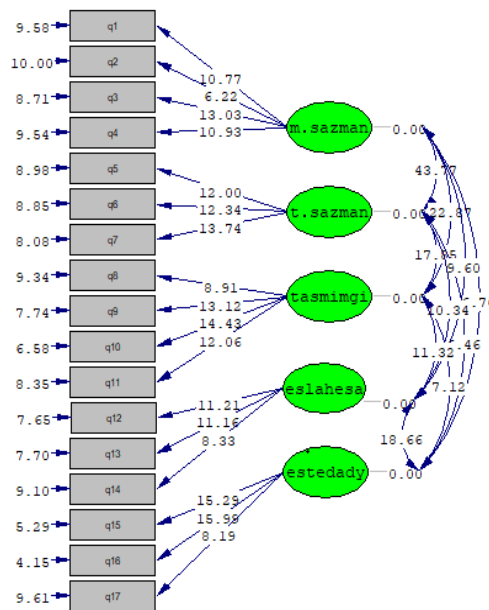 9.58 q1
10.00 q2
8.71 q3
9.54 q4
8.98 q5
8.85 q6
8.08 q7
9.34 q8
7.74 q9
6.58 q10
8.35 q11
7.65 q12
7.70 q13
9.10 q14
5.29 q15
4.15 q16
9.61 q17
10.77
6.22
13.03
10.93
12.00
12.34
13.74
8.91
13.12
14.43
12.06
11.21
11.16
8.33
15.29
15.99
8.19
m.sazman 0.00
t.sazman 0.00
tasmimgi 0.00
eslahesa 0.00
estedady 0.00
43.77
22.87
9.60
10.34
11.32
7.12
18.66